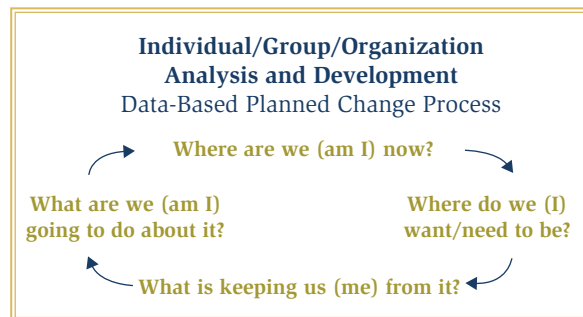 Individual/Group/Organization
Analysis and Development
Data-Based Planned Change Process
Where are we (am I) now?
Where do we (I)
want/need to be?
What is keeping us (me) from it?
What are we (am I)
going to do about it?